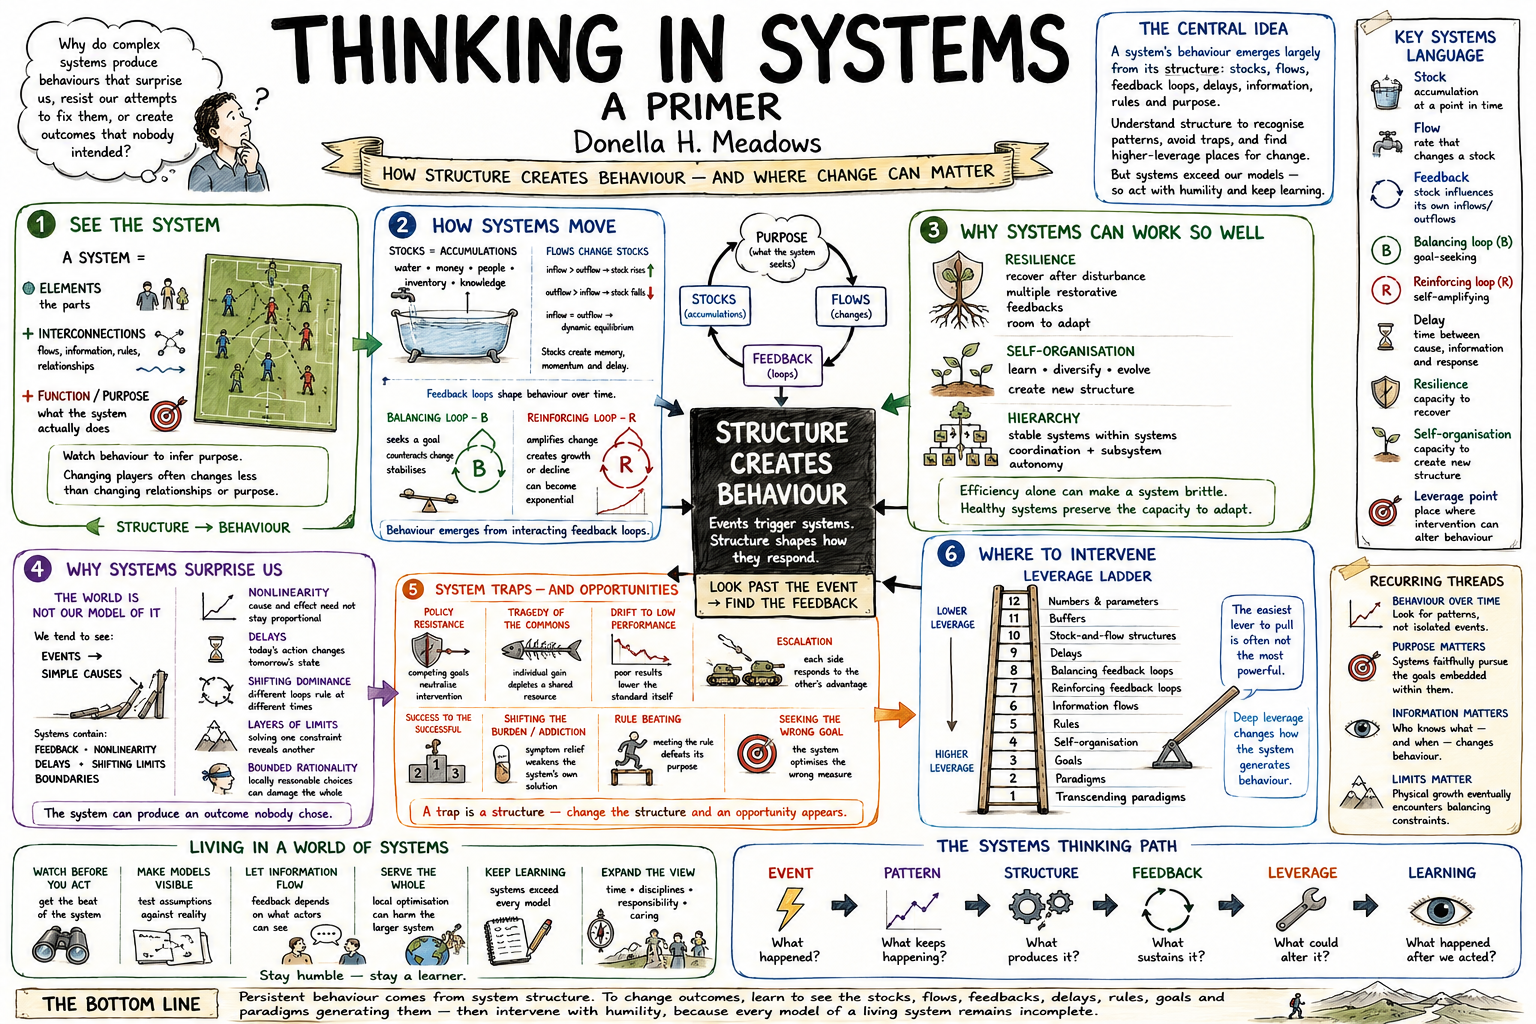 Why do complex
systems produce
behaviours that surprise
us, resist our attempts
to fix them, or create
outcomes that nobody
intended?
?
THINKING IN SYSTEMS
A PRIMER
Donella H. Meadows
HOW STRUCTURE CREATES BEHAVIOUR — AND WHERE CHANGE CAN MATTER
THE CENTRAL IDEA
A system's behaviour emerges largely
from its structure: stocks, flows,
feedback loops, delays, information,
rules and purpose.
Understand structure to recognise
patterns, avoid traps, and find
higher-leverage places for change.
But systems exceed our models —
so act with humility and keep learning.
KEY SYSTEMS
LANGUAGE
Stock
accumulation
at a point in time
Flow
rate that
changes a stock
Feedback
stock influences
its own inflows/
outflows
B
Balancing loop (B)
goal-seeking
R
Reinforcing loop (R)
self-amplifying
Delay
time between
cause, information
and response
Resilience
capacity to
recover
Self-organisation
capacity to
create new
structure
Leverage point
place where
intervention can
alter behaviour
1 SEE THE SYSTEM
A SYSTEM =
ELEMENTS
the parts
+ INTERCONNECTIONS
flows, information, rules,
relationships
+ FUNCTION / PURPOSE
what the system
actually does
Watch behaviour to infer purpose.
Changing players often changes less
than changing relationships or purpose.
STRUCTURE → BEHAVIOUR
2 HOW SYSTEMS MOVE
STOCKS = ACCUMULATIONS
water • money • people •
inventory • knowledge
FLOWS CHANGE STOCKS
inflow > outflow → stock rises ↑
outflow > inflow → stock falls ↓
inflow = outflow →
dynamic equilibrium
Stocks create memory,
momentum and delay.
Feedback loops shape behaviour over time.
BALANCING LOOP – B
seeks a goal
counteracts change
stabilises
B
REINFORCING LOOP – R
amplifies change
creates growth
or decline
can become
exponential
R
Behaviour emerges from interacting feedback loops.
PURPOSE
(what the system
seeks)
STOCKS
(accumulations)
FLOWS
(changes)
FEEDBACK
(loops)
STRUCTURE
CREATES
BEHAVIOUR
Events trigger systems.
Structure shapes how
they respond.
LOOK PAST THE EVENT
→ FIND THE FEEDBACK
3 WHY SYSTEMS CAN WORK SO WELL
RESILIENCE
recover after disturbance
multiple restorative
feedbacks
room to adapt
SELF-ORGANISATION
learn • diversify • evolve
create new structure
HIERARCHY
stable systems within systems
coordination + subsystem
autonomy
Efficiency alone can make a system brittle.
Healthy systems preserve the capacity to adapt.
4 WHY SYSTEMS SURPRISE US
THE WORLD IS
NOT OUR MODEL OF IT
We tend to see:
EVENTS →
SIMPLE CAUSES
Systems contain:
FEEDBACK • NONLINEARITY
DELAYS • SHIFTING LIMITS
BOUNDARIES
NONLINEARITY
cause and effect need not
stay proportional
DELAYS
today's action changes
tomorrow's state
SHIFTING DOMINANCE
different loops rule at
different times
LAYERS OF LIMITS
solving one constraint
reveals another
BOUNDED RATIONALITY
locally reasonable choices
can damage the whole
The system can produce an outcome nobody chose.
5 SYSTEM TRAPS — AND OPPORTUNITIES
POLICY
RESISTANCE
competing goals
neutralise
intervention
TRAGEDY OF
THE COMMONS
individual gain
depletes a shared
resource
DRIFT TO LOW
PERFORMANCE
poor results
lower the
standard itself
ESCALATION
each side
responds to the
other's advantage
SUCCESS TO THE
SUCCESSFUL
2 1 3
SHIFTING THE
BURDEN / ADDICTION
symptom relief
weakens the
system's own
solution
RULE BEATING
meeting the rule
defeats its
purpose
SEEKING THE
WRONG GOAL
the system
optimises the
wrong measure
A trap is a structure — change the structure and an opportunity appears.
6 WHERE TO INTERVENE
LEVERAGE LADDER
LOWER
LEVERAGE
HIGHER
LEVERAGE
12 Numbers & parameters
11 Buffers
10 Stock-and-flow structures
9 Delays
8 Balancing feedback loops
7 Reinforcing feedback loops
6 Information flows
5 Rules
4 Self-organisation
3 Goals
2 Paradigms
1 Transcending paradigms
The easiest
lever to pull
is often not
the most
powerful.
Deep leverage
changes how
the system
generates
behaviour.
RECURRING THREADS
BEHAVIOUR OVER TIME
Look for patterns,
not isolated events.
PURPOSE MATTERS
Systems faithfully pursue
the goals embedded
within them.
INFORMATION MATTERS
Who knows what —
and when — changes
behaviour.
LIMITS MATTER
Physical growth eventually
encounters balancing
constraints.
LIVING IN A WORLD OF SYSTEMS
WATCH BEFORE
YOU ACT
get the beat
of the system
MAKE MODELS
VISIBLE
test assumptions
against reality
LET INFORMATION
FLOW
feedback depends
on what actors
can see
SERVE THE
WHOLE
local optimisation
can harm the
larger system
KEEP LEARNING
systems exceed
every model
EXPAND THE VIEW
time • disciplines •
responsibility •
caring
Stay humble — stay a learner.
THE SYSTEMS THINKING PATH
EVENT
What
happened?
PATTERN
What keeps
happening?
STRUCTURE
What
produces it?
FEEDBACK
What
sustains it?
LEVERAGE
What could
alter it?
LEARNING
What happened
after we acted?
THE BOTTOM LINE
Persistent behaviour comes from system structure. To change outcomes, learn to see the stocks, flows, feedbacks, delays, rules, goals and
paradigms generating them — then intervene with humility, because every model of a living system remains incomplete.